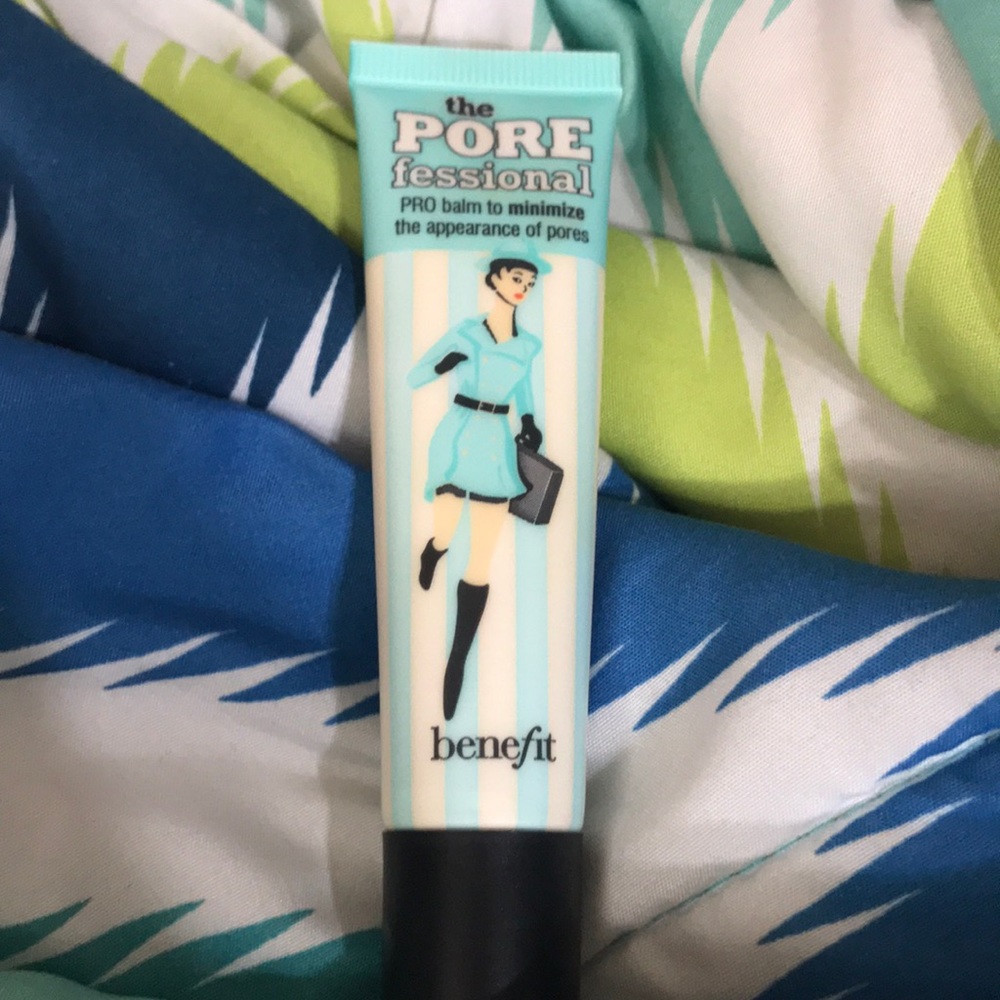 the
PORE
fessional
PRO balm to minimize
the appearance of pores
benefit